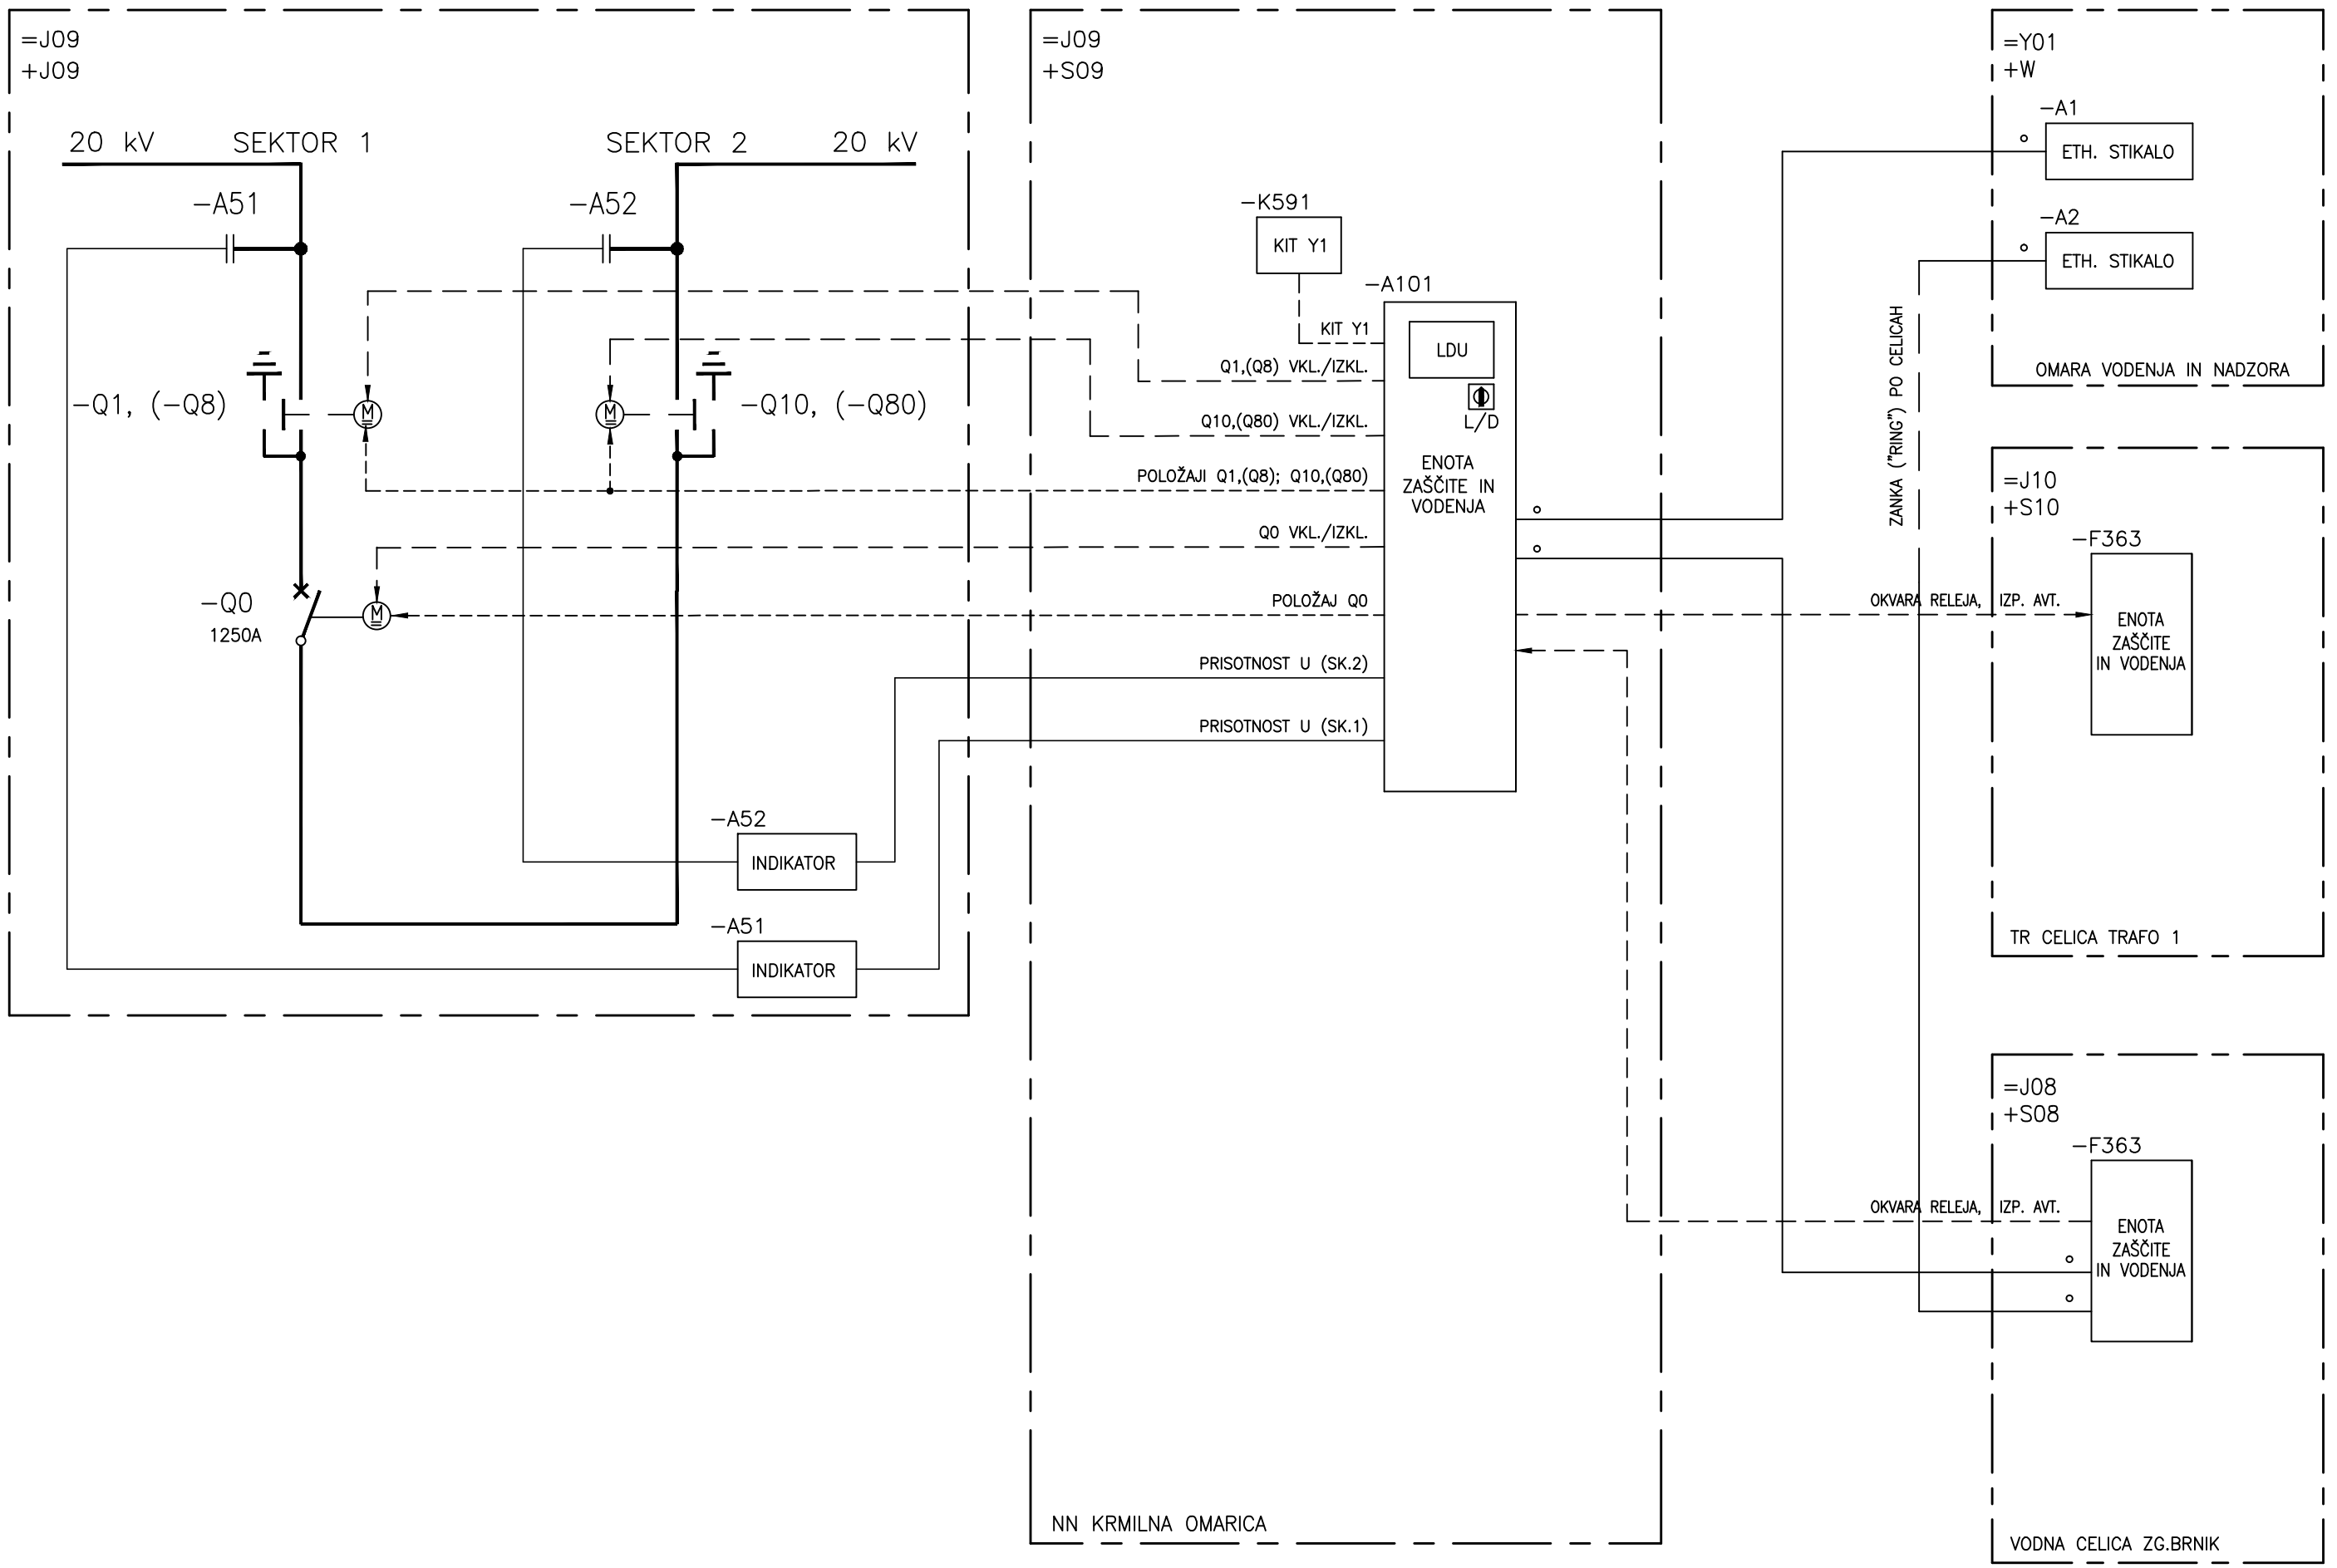 =J09
+J09
20 kV
SEKTOR 1
SEKTOR 2
20 kV
-A51
-A52
-Q1, (-Q8)
M
M
-Q10, (-Q80)
-Q0
1250A
M
-A52
INDIKATOR
-A51
INDIKATOR
=J09
+S09
-K591
KIT Y1
-A101
KIT Y1
LDU
Q1,(Q8) VKL./IZKL.
L/D
Q10,(Q80) VKL./IZKL.
ENOTA
ZAŠČITE IN
VODENJA
POLOŽAJI Q1,(Q8); Q10,(Q80)
Q0 VKL./IZKL.
POLOŽAJ Q0
PRISOTNOST U (SK.2)
PRISOTNOST U (SK.1)
NN KRMILNA OMARICA
=Y01
+W
-A1
ETH. STIKALO
-A2
ETH. STIKALO
OMARA VODENJA IN NADZORA
ZANKA ("RING") PO CELICAH
=J10
+S10
-F363
OKVARA RELEJA, IZP. AVT.
ENOTA
ZAŠČITE
IN VODENJA
TR CELICA TRAFO 1
=J08
+S08
-F363
OKVARA RELEJA, IZP. AVT.
ENOTA
ZAŠČITE
IN VODENJA
VODNA CELICA ZG.BRNIK